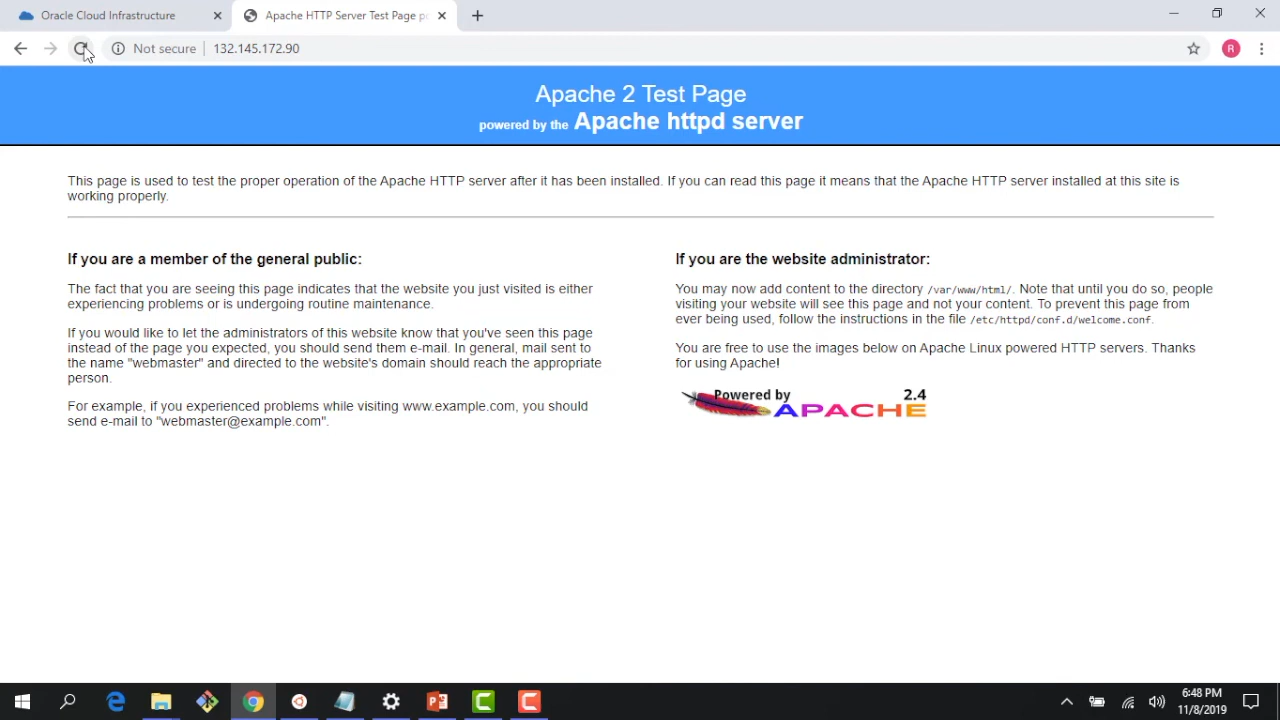 Oracle Cloud Infrastructure
Apache HTTP Server Test Page po
Not secure
132.145.172.90
R
Apache 2 Test Page
powered by the Apache httpd server
This page is used to test the proper operation of the Apache HTTP server after it has been installed. If you can read this page it means that the Apache HTTP server installed at this site is
working properly.
If you are a member of the general public:
The fact that you are seeing this page indicates that the website you just visited is either
experiencing problems or is undergoing routine maintenance.
If you would like to let the administrators of this website know that you've seen this page
instead of the page you expected, you should send them e-mail. In general, mail sent to
the name "webmaster" and directed to the website's domain should reach the appropriate
person.
For example, if you experienced problems while visiting www.example.com, you should
send e-mail to "webmaster@example.com".
If you are the website administrator:
You may now add content to the directory /var/www/html/. Note that until you do so, people
visiting your website will see this page and not your content. To prevent this page from
ever being used, follow the instructions in the file /etc/httpd/conf.d/welcome.conf.
You are free to use the images below on Apache Linux powered HTTP servers. Thanks
for using Apache!
Powered by 2.4
APACHE
6:48 PM
11/8/2019